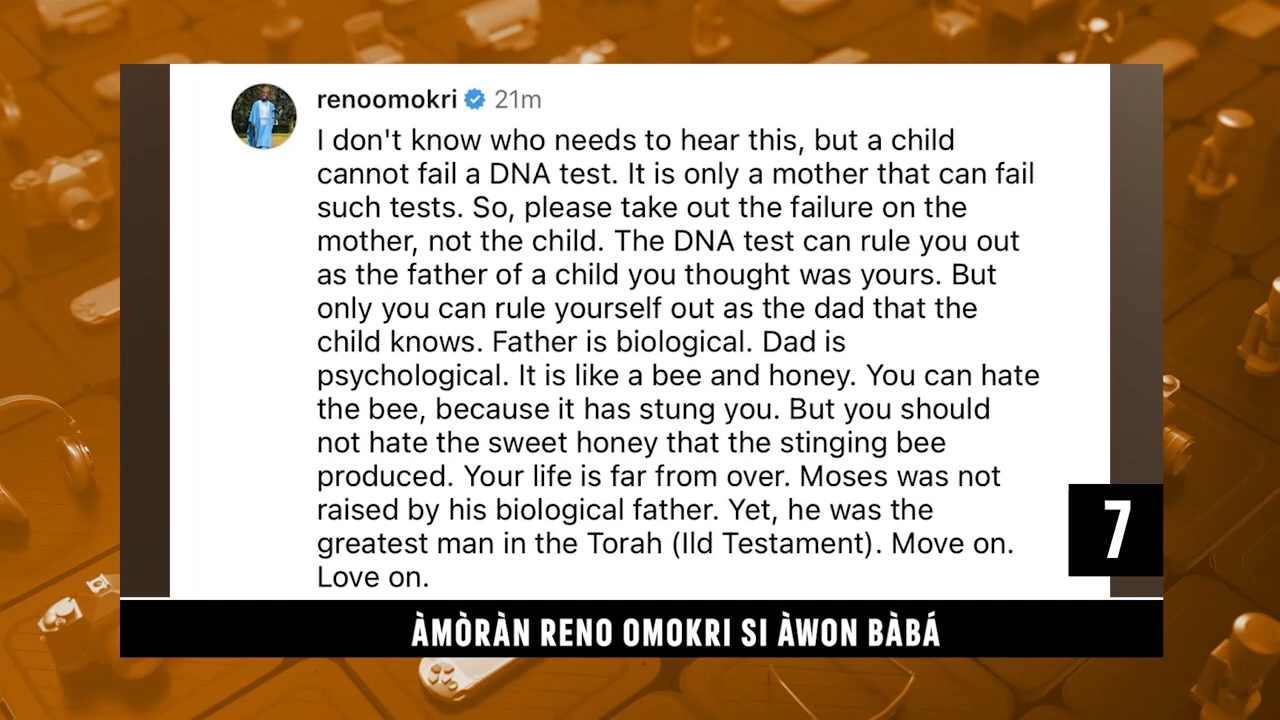 renoomokri 21m
I don't know who needs to hear this, but a child
cannot fail a DNA test. It is only a mother that can fail
such tests. So, please take out the failure on the
mother, not the child. The DNA test can rule you out
as the father of a child you thought was yours. But
only you can rule yourself out as the dad that the
child knows. Father is biological. Dad is
psychological. It is like a bee and honey. You can hate
the bee, because it has stung you. But you should
not hate the sweet honey that the stinging bee
produced. Your life is far from over. Moses was not
raised by his biological father. Yet, he was the
greatest man in the Torah (Ild Testament). Move on.
Love on.
7
ÀMÒRÀN RENO OMOKRI SI ÀWON BÀBÁ